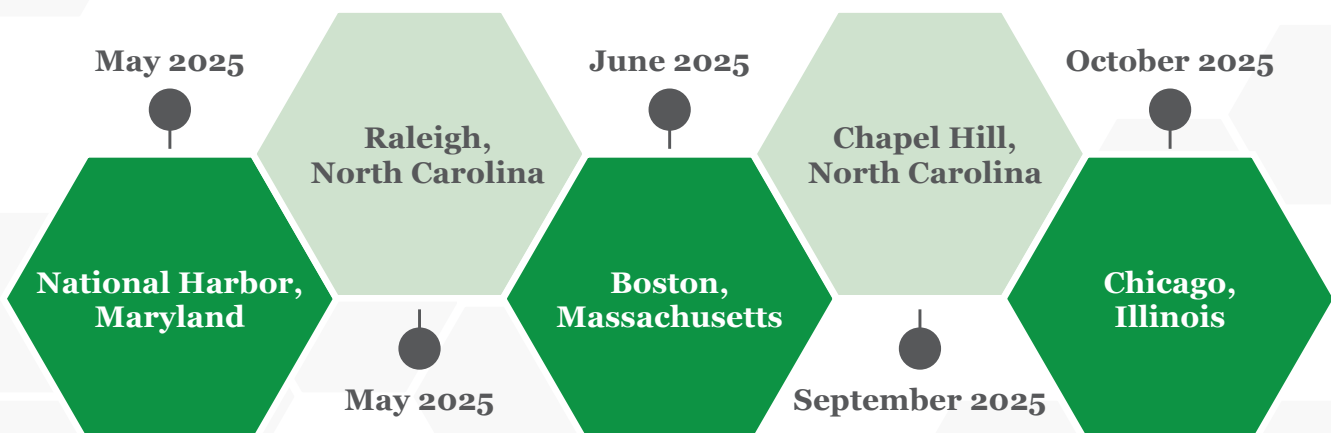 May 2025
National Harbor,
Maryland
Raleigh,
North Carolina
May 2025
June 2025
Boston,
Massachusetts
Chapel Hill,
North Carolina
September 2025
October 2025
Chicago,
Illinois